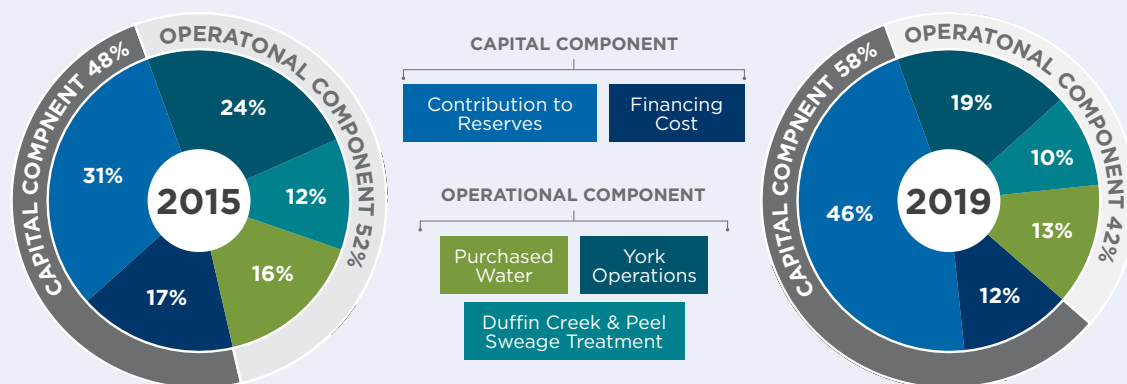 CAPITAL COMPNENT 48%
OPERATONAL COMPONENT 52%
24%
31%
2015
12%
16%
17%
CAPITAL COMPONENT
Contribution to
Reserves
Financing
Cost
OPERATIONAL COMPONENT
Purchased
Water
York
Operations
Duffin Creek & Peel
Sweage Treatment
CAPITAL COMPNENT 58%
OPERATONAL COMPONENT 42%
19%
10%
46%
2019
13%
12%